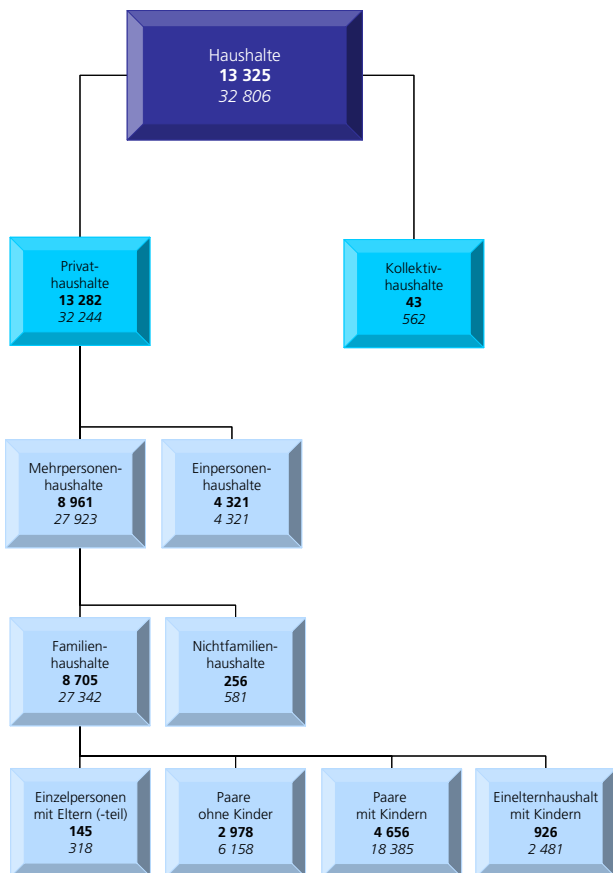 Haushalte
13 325
32 806
Privat-
haushalte
13 282
32 244
Kollektiv-
haushalte
43
562
Mehrpersonen-
haushalte
8 961
27 923
Einpersonen-
haushalte
4 321
4 321
Familien-
haushalte
8 705
27 342
Nichtfamilien-
haushalte
256
581
Einzelpersonen
mit Eltern (-teil)
145
318
Paare
ohne Kinder
2 978
6 158
Paare
mit Kindern
4 656
18 385
Einelternhaushalt
mit Kindern
926
2 481